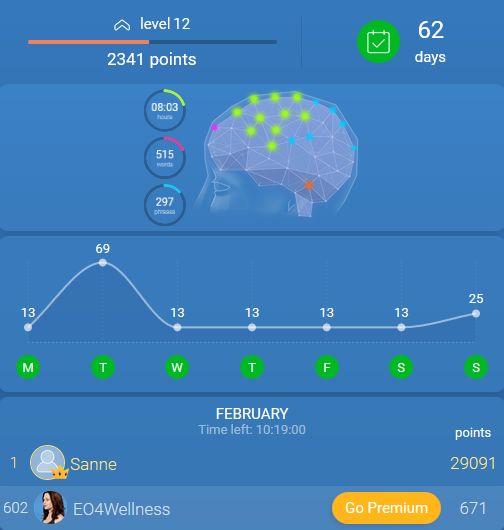 level 12
2341 points
62
days
08:03
hours
515
words
297
phrases
13 69 13 13 13 13 25
M T W T F S S
FEBRUARY
Time left: 10:19:00
points
1 Sanne 29091
602 EO4Wellness Go Premium 671